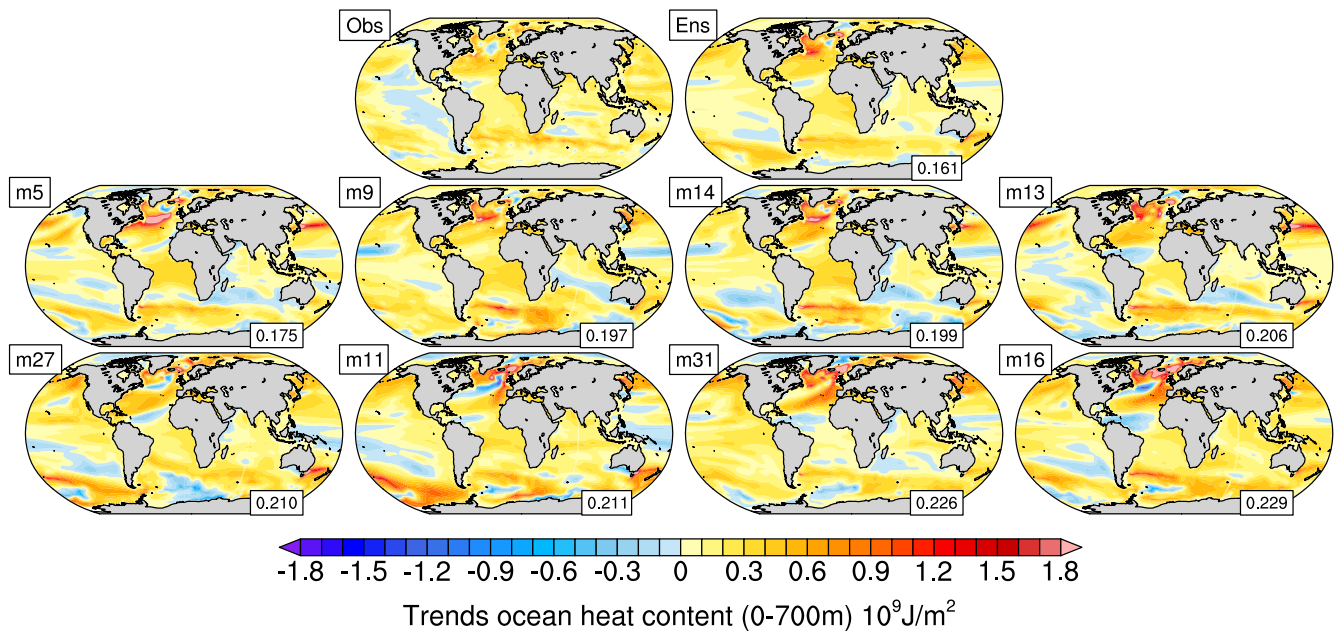 Obs
Ens
0.161
m5
m9
m14
m13
0.175
0.197
0.199
0.206
m27
m11
m31
m16
0.210
0.211
0.226
0.229
-1.8 -1.5 -1.2 -0.9 -0.6 -0.3 0 0.3 0.6 0.9 1.2 1.5 1.8
Trends ocean heat content (0-700m) 10⁹J/m²